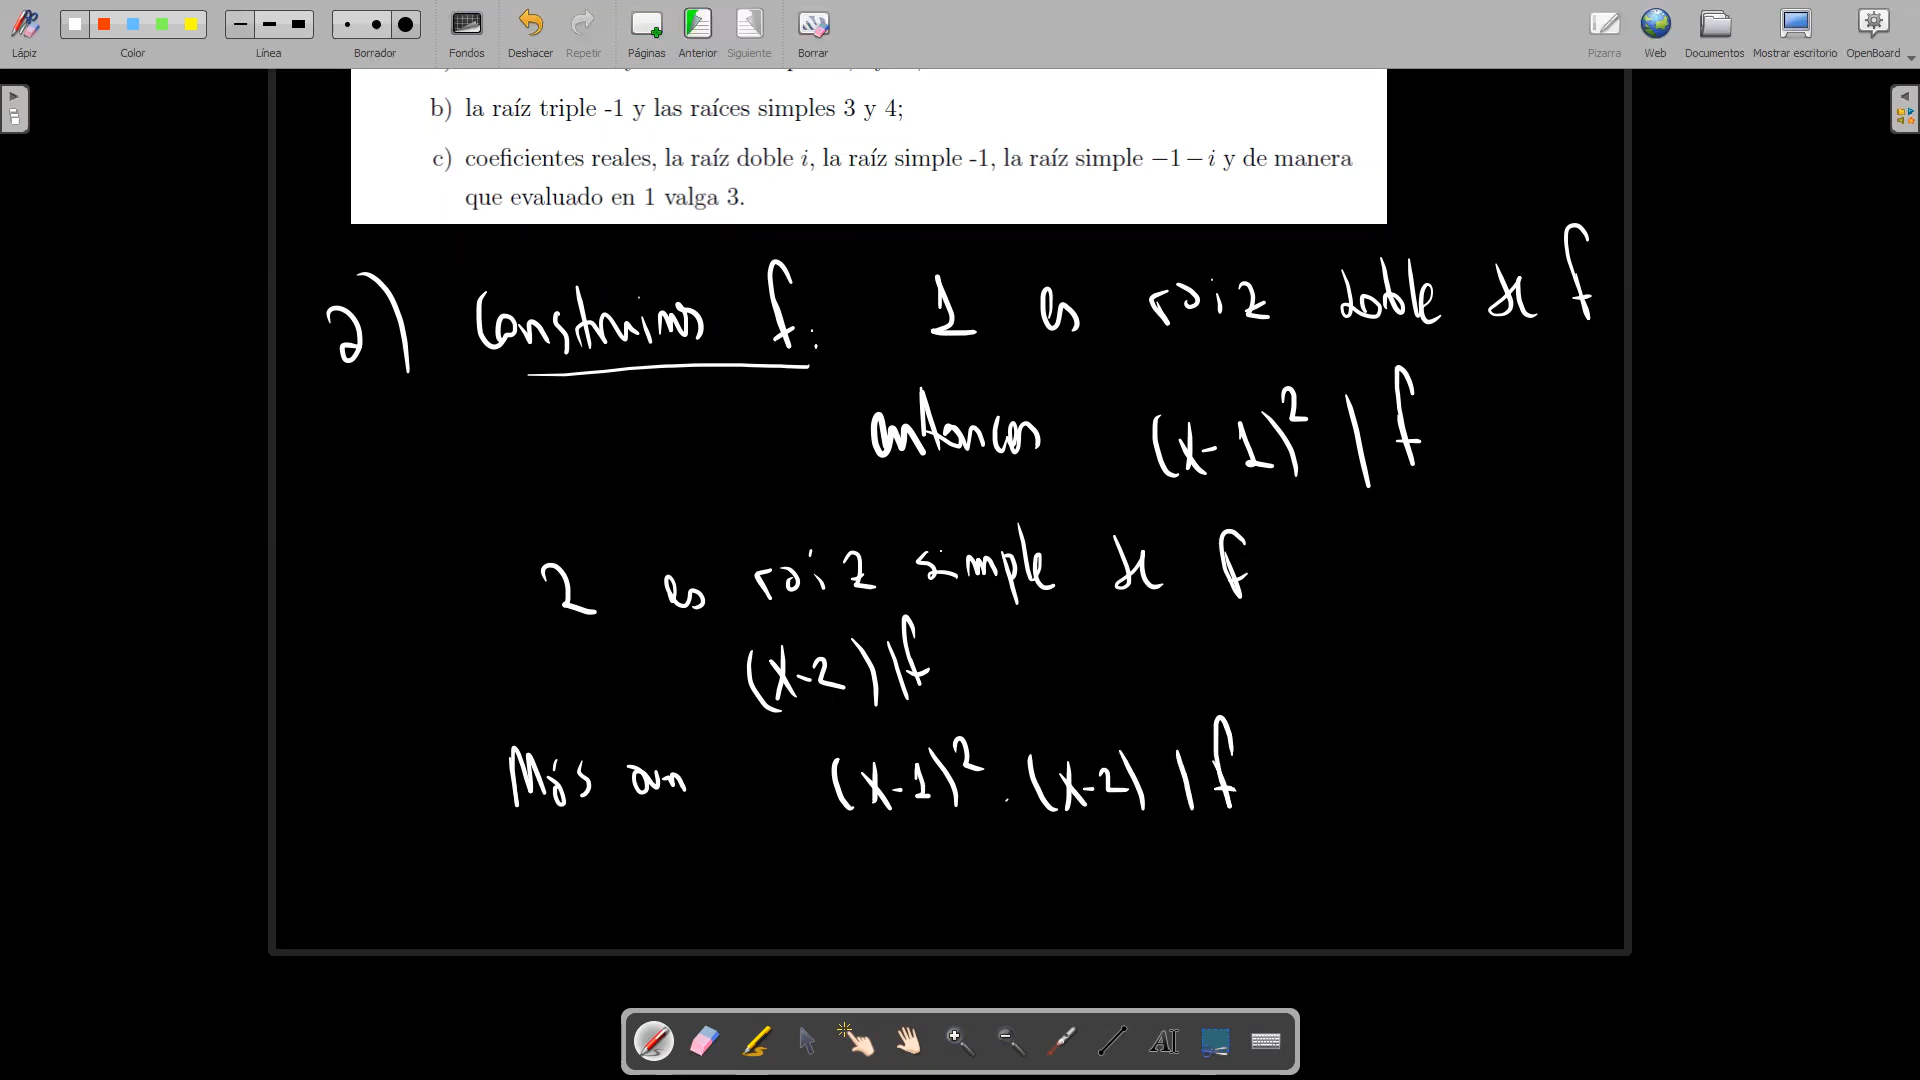 Lápiz Color Línea Borrador Fondos Deshacer Repetir Páginas Anterior Siguiente Borrar Pizarra Web Documentos Mostrar escritorio OpenBoard
b) la raíz triple -1 y las raíces simples 3 y 4;
c) coeficientes reales, la raíz doble i, la raíz simple -1, la raíz simple −1 − i y de manera
que evaluado en 1 valga 3.
a) Construimos f: 1 es raiz doble de f
entonces (x-1)² | f
2 es raíz simple de f
(x-2) | f
Más aun (x-1)² . (x-2) | f